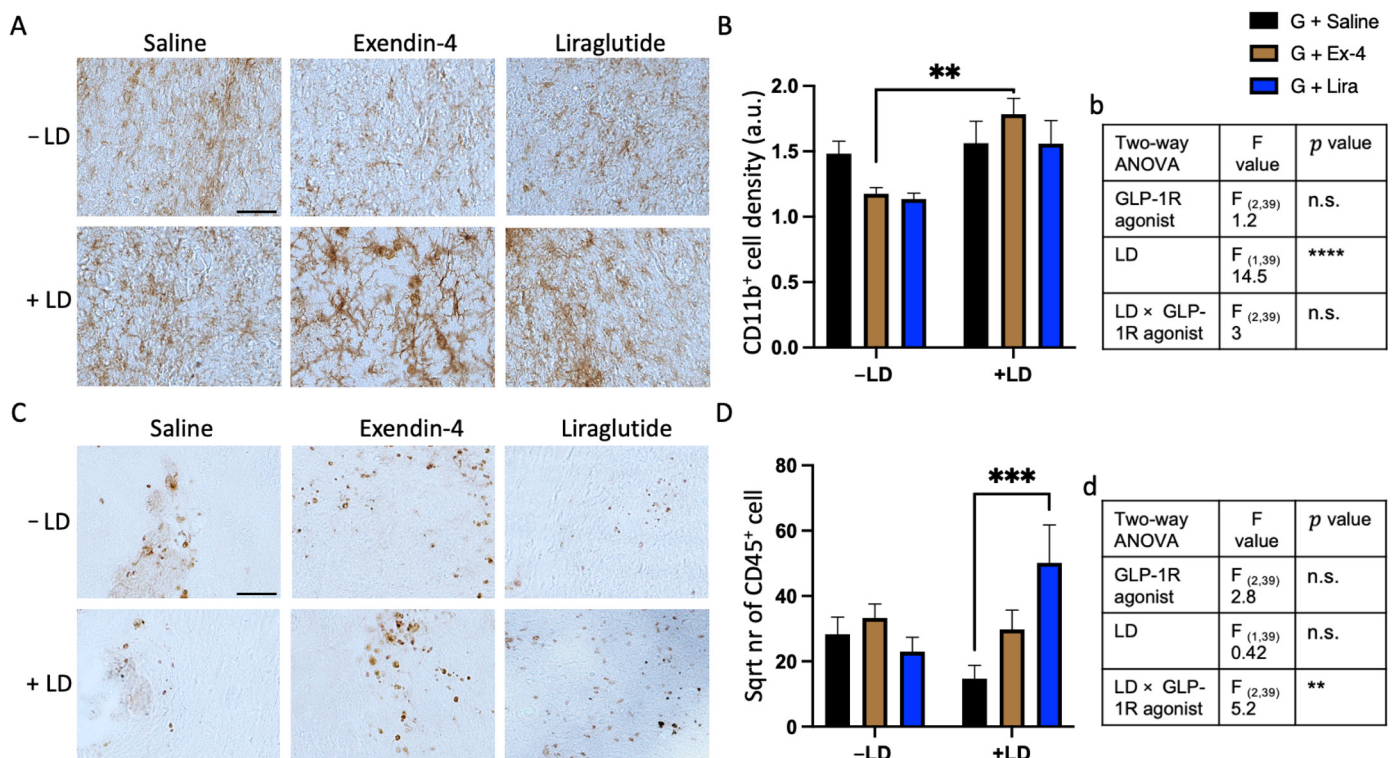 A
Saline
Exendin-4
Liraglutide
− LD
+ LD
B
G + Saline
G + Ex-4
G + Lira
CD11b⁺ cell density (a.u.)
2.0
1.5
1.0
0.5
0.0
**
−LD
+LD
b
Two-way ANOVA
F value
p value
GLP-1R agonist
F (2,39) 1.2
n.s.
LD
F (1,39) 14.5
****
LD × GLP-1R agonist
F (2,39) 3
n.s.
C
Saline
Exendin-4
Liraglutide
− LD
+ LD
D
Sqrt nr of CD45⁺ cell
80
60
40
20
0
***
−LD
+LD
d
Two-way ANOVA
F value
p value
GLP-1R agonist
F (2,39) 2.8
n.s.
LD
F (1,39) 0.42
n.s.
LD × GLP-1R agonist
F (2,39) 5.2
**